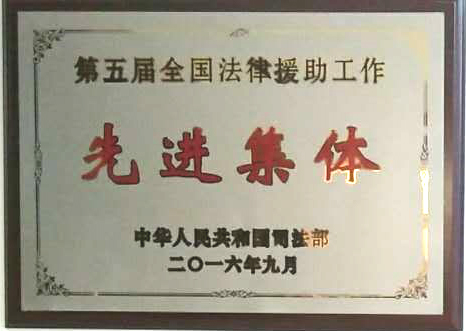 第五届全国法律援助工作
先进集体
中华人民共和国司法部
二〇一六年九月